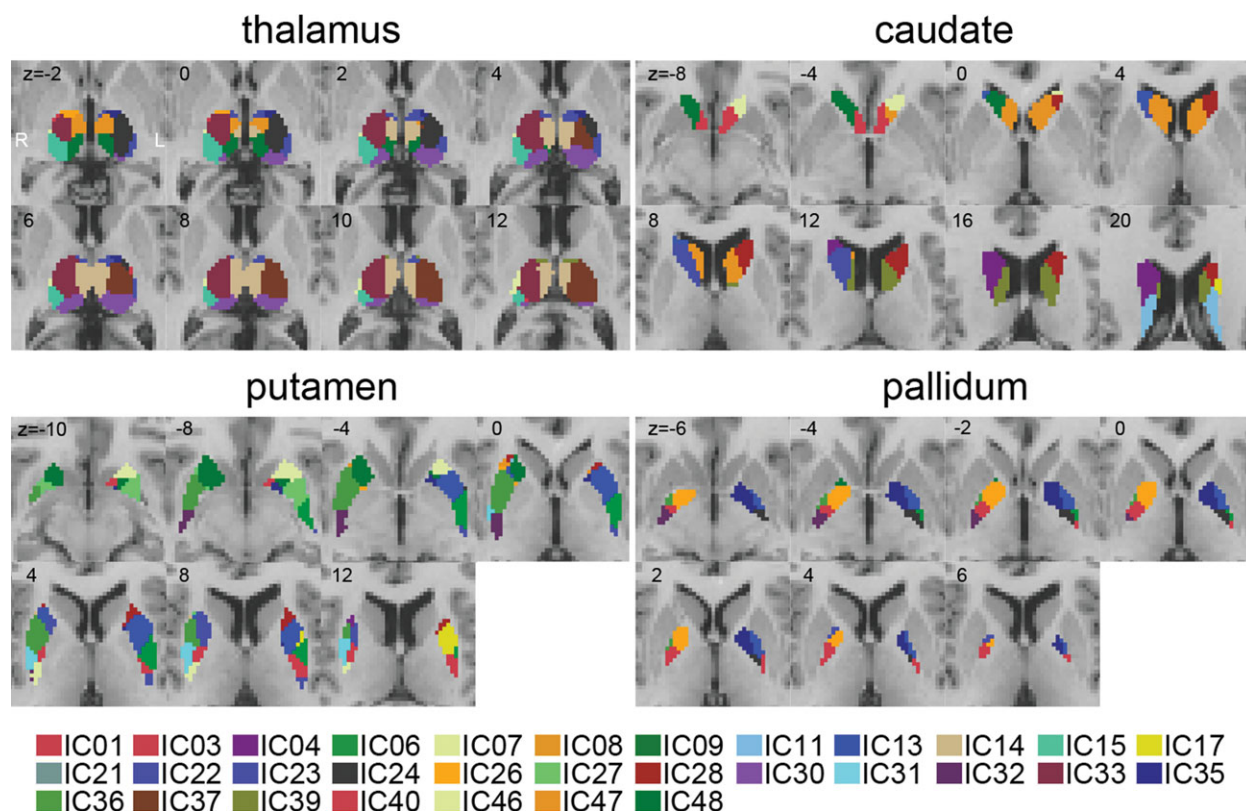 thalamus
caudate
z=-2 0 2 4
R L
z=-8 -4 0 4
6 8 10 12
8 12 16 20
putamen
pallidum
z=-10 -8 -4 0
z=-6 -4 -2 0
4 8 12
2 4 6
IC01 IC03 IC04 IC06 IC07 IC08 IC09 IC11 IC13 IC14 IC15 IC17
IC21 IC22 IC23 IC24 IC26 IC27 IC28 IC30 IC31 IC32 IC33 IC35
IC36 IC37 IC39 IC40 IC46 IC47 IC48